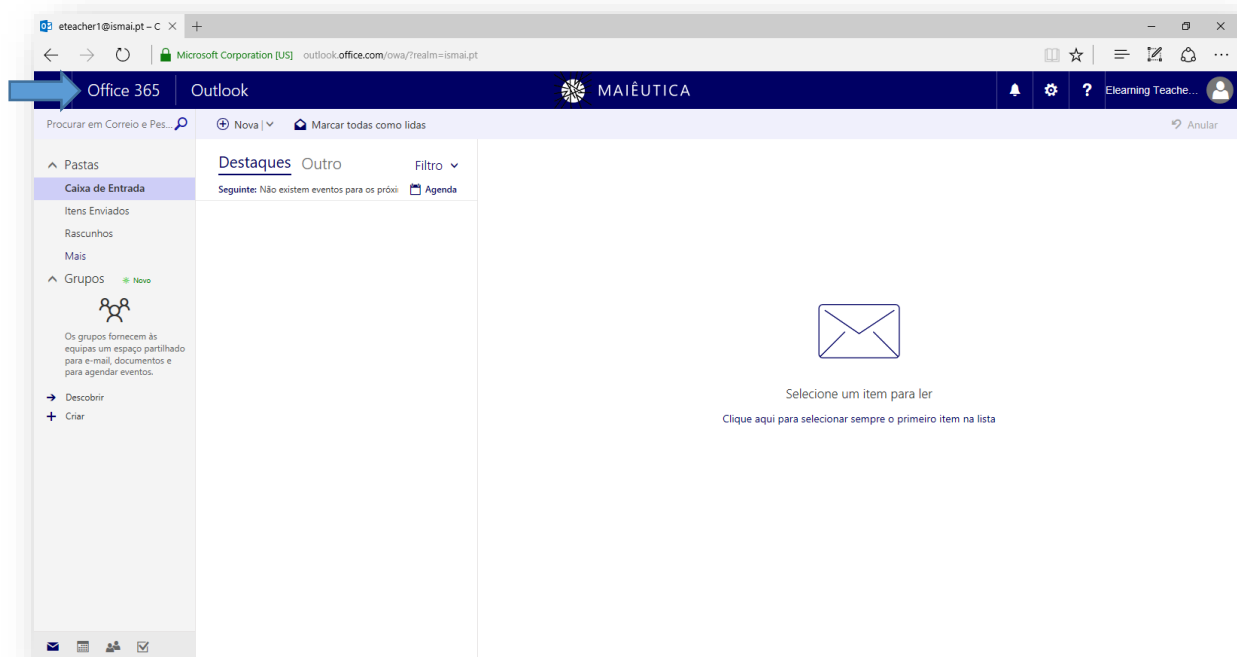 eteacher1@ismai.pt – C
Microsoft Corporation [US] outlook.office.com/owa/?realm=ismai.pt
Office 365 Outlook MAIÊUTICA ? Elearning Teache...
Procurar em Correio e Pes... Nova Marcar todas como lidas Anular
Pastas
Caixa de Entrada
Itens Enviados
Rascunhos
Mais
Grupos Novo
Os grupos fornecem às
equipas um espaço partilhado
para e-mail, documentos e
para agendar eventos.
Descobrir
Criar
Destaques Outro Filtro
Seguinte: Não existem eventos para os próxi Agenda
Selecione um item para ler
Clique aqui para selecionar sempre o primeiro item na lista